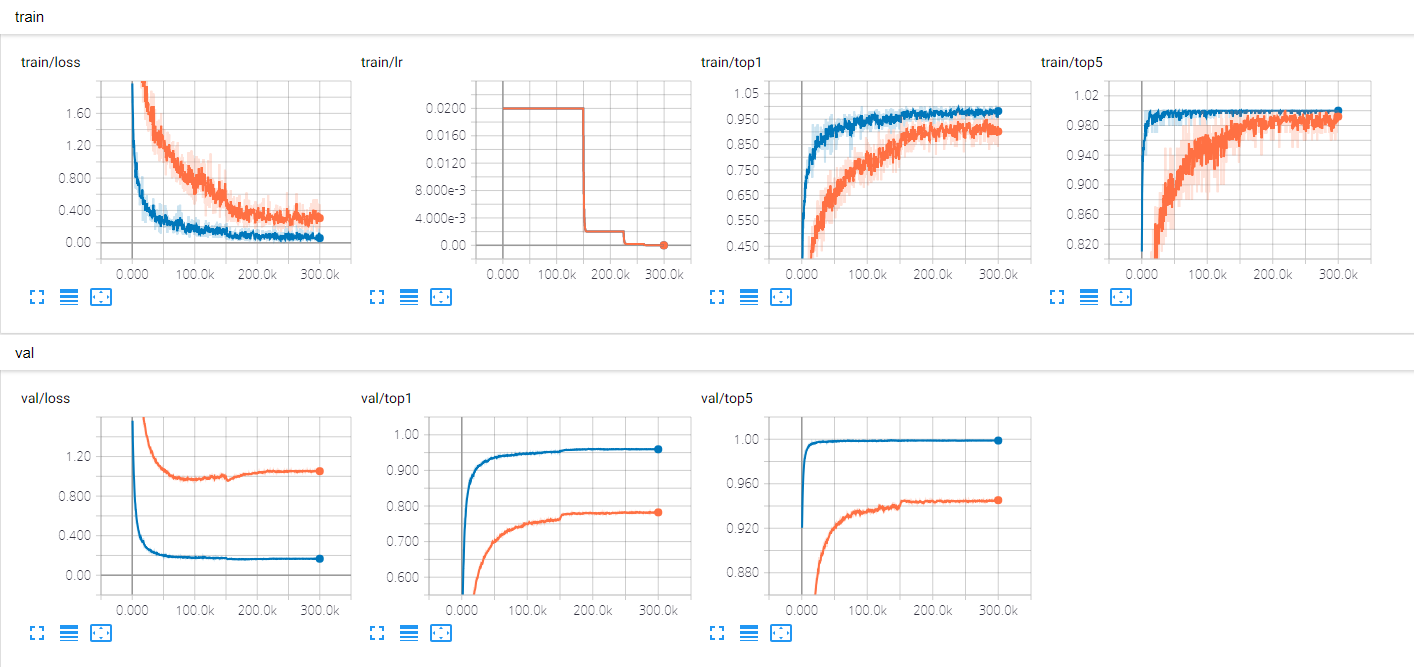 train
train/loss
train/lr
train/top1
train/top5
1.60
1.20
0.800
0.400
0.00
0.000 100.0k 200.0k 300.0k
0.0200
0.0160
0.0120
8.000e-3
4.000e-3
0.00
0.000 100.0k 200.0k 300.0k
1.05
0.950
0.850
0.750
0.650
0.550
0.450
0.000 100.0k 200.0k 300.0k
1.02
0.980
0.940
0.900
0.860
0.820
0.000 100.0k 200.0k 300.0k
val
val/loss
val/top1
val/top5
1.20
0.800
0.400
0.00
0.000 100.0k 200.0k 300.0k
1.00
0.900
0.800
0.700
0.600
0.000 100.0k 200.0k 300.0k
1.00
0.960
0.920
0.880
0.000 100.0k 200.0k 300.0k